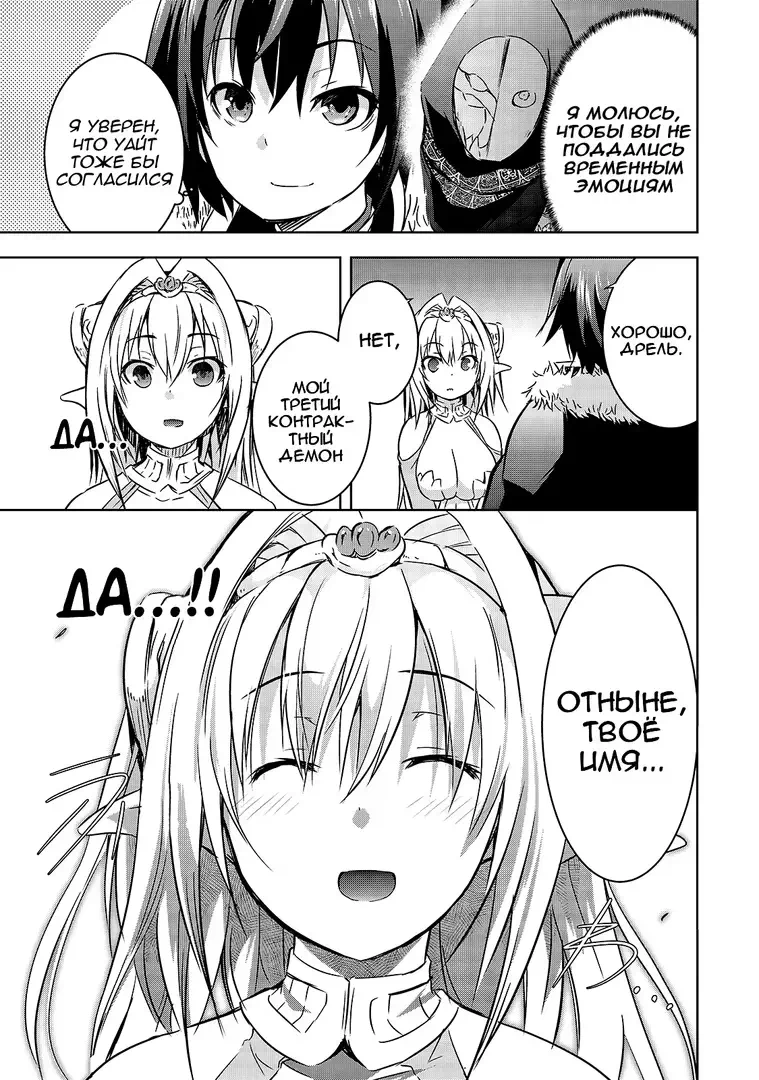 Я МОЛЮСЬ,
ЧТОБЫ ВЫ НЕ
ПОДДАЛИСЬ
ВРЕМЕННЫМ
ЭМОЦИЯМ
Я УВЕРЕН,
ЧТО УАЙТ
ТОЖЕ БЫ
СОГЛАСИЛСЯ
ХОРОШО,
ДРЕЛЬ.
НЕТ,
МОЙ
ТРЕТИЙ
КОНТРАК-
ТНЫЙ
ДЕМОН
ДА...
ОТНЫНЕ,
ТВОЁ
ИМЯ...
ДА...!!